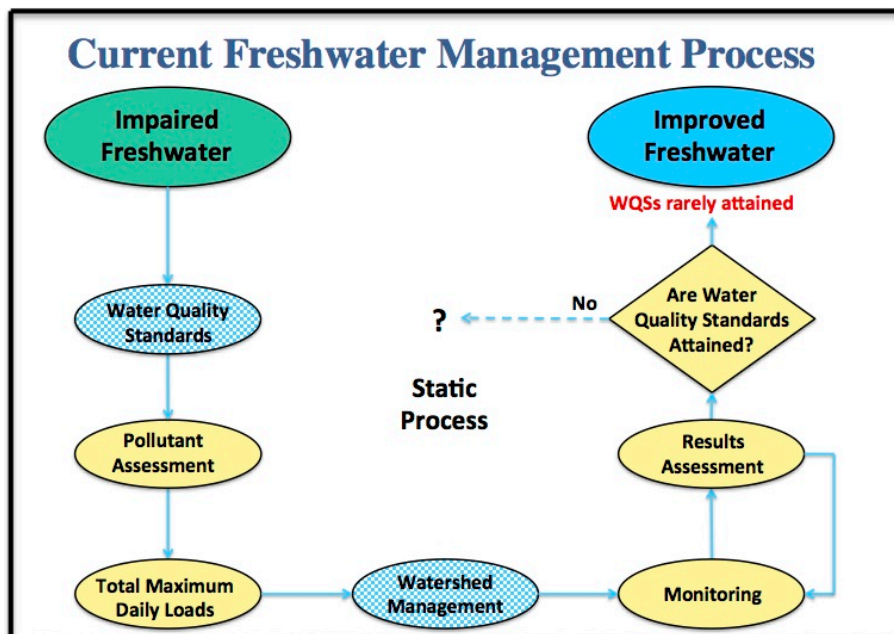 Current Freshwater Management Process
Impaired
Freshwater
Improved
Freshwater
WQSs rarely attained
Water Quality
Standards
?
No
Are Water
Quality Standards
Attained?
Static
Process
Pollutant
Assessment
Results
Assessment
Total Maximum
Daily Loads
Watershed
Management
Monitoring